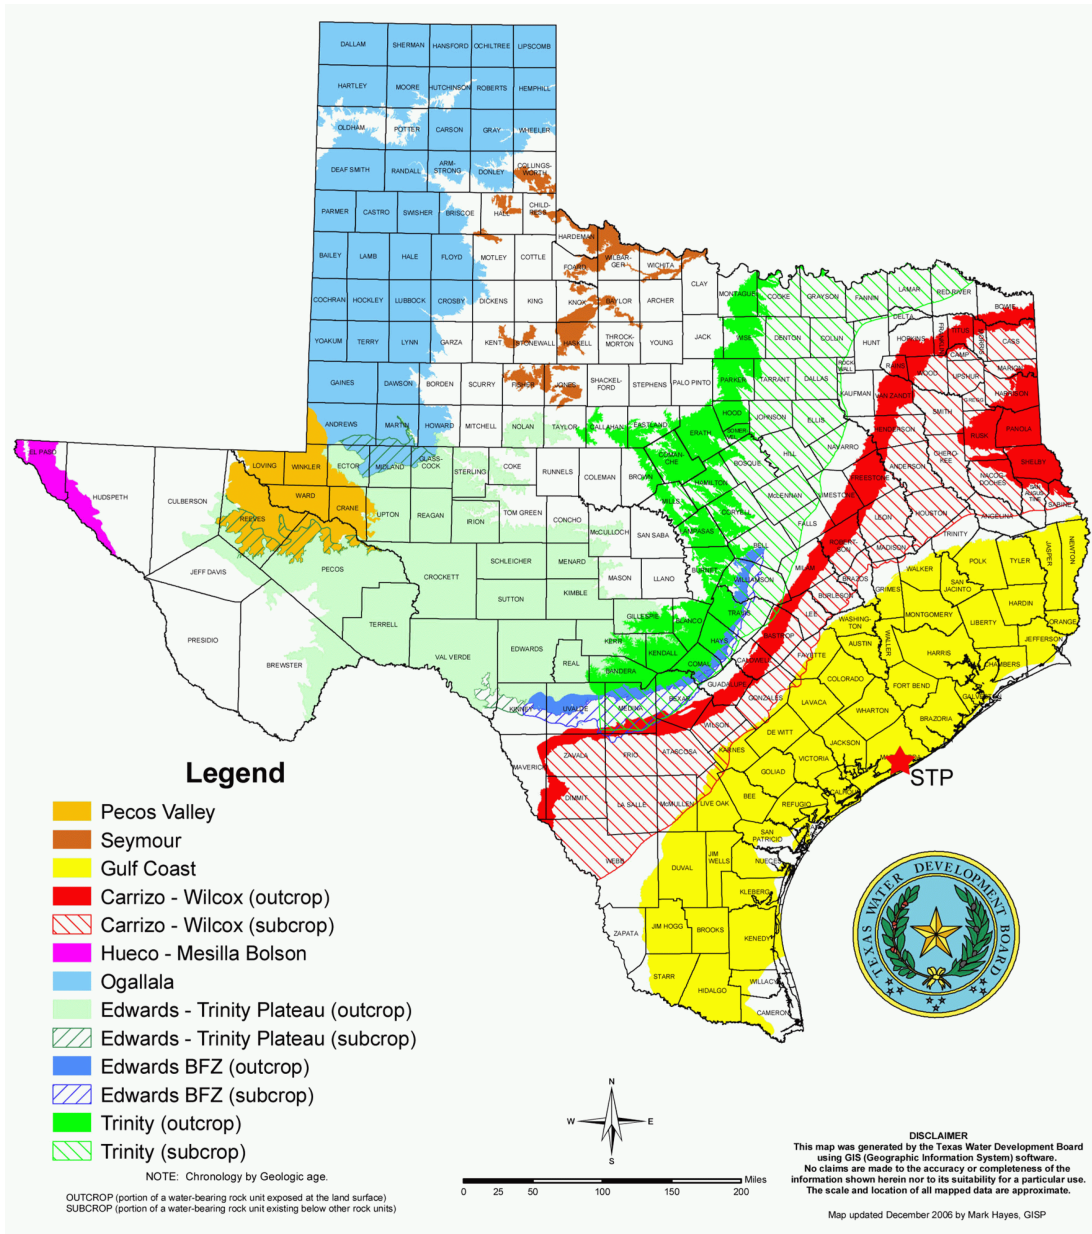 DALLAM SHERMAN HANSFORD OCHILTREE LIPSCOMB
HARTLEY MOORE HUTCHINSON ROBERTS HEMPHILL
OLDHAM POTTER CARSON GRAY WHEELER
DEAF SMITH RANDALL ARM-
STRONG DONLEY COLLINGS-
WORTH
PARMER CASTRO SWISHER BRISCOE HALL CHILD-
RESS
HARDEMAN
BAILEY LAMB HALE FLOYD MOTLEY COTTLE FOARD WILBAR-
GER WICHITA
CLAY MONTAGUE COOKE GRAYSON FANNIN LAMAR RED RIVER
COCHRAN HOCKLEY LUBBOCK CROSBY DICKENS KING KNOX BAYLOR ARCHER
DELTA BOWIE
YOAKUM TERRY LYNN GARZA KENT STONEWALL HASKELL THROCK-
MORTON YOUNG JACK WISE DENTON COLLIN HUNT HOPKINS FRANKLIN TITUS MORRIS CASS
CAMP
ROCK
WALL RAINS WOOD UPSHUR MARION
GAINES DAWSON BORDEN SCURRY FISHER JONES SHACKEL-
FORD STEPHENS PALO PINTO PARKER TARRANT DALLAS KAUFMAN VAN ZANDT GREGG HARRISON
SMITH
ANDREWS MARTIN HOWARD MITCHELL NOLAN TAYLOR CALLAHAN EASTLAND ERATH HOOD SOMER-
VEL JOHNSON ELLIS HENDERSON RUSK PANOLA
NAVARRO
EL PASO HUDSPETH CULBERSON LOVING WINKLER ECTOR MIDLAND GLASS-
COCK STERLING COKE RUNNELS COLEMAN BROWN COMAN-
CHE HAMILTON BOSQUE HILL FREESTONE ANDERSON CHERO-
KEE NACOG-
DOCHES SHELBY
SAN
AUGUS-
TINE SABINE
WARD CRANE REEVES UPTON REAGAN IRION TOM GREEN CONCHO McCULLOCH SAN SABA MILLS LAMPASAS CORYELL McLENNAN LIMESTONE FALLS LEON HOUSTON ANGELINA TRINITY
JEFF DAVIS PECOS CROCKETT SCHLEICHER MENARD MASON LLANO BURNET BELL WILLIAMSON MILAM ROBERT-
SON MADISON WALKER POLK TYLER JASPER NEWTON
SUTTON KIMBLE BRAZOS BURLESON GRIMES SAN
JACINTO HARDIN
PRESIDIO TERRELL GILLESPIE BLANCO TRAVIS LEE WASHING-
TON MONTGOMERY LIBERTY ORANGE
BREWSTER VAL VERDE EDWARDS REAL KERR KENDALL HAYS BASTROP FAYETTE AUSTIN WALLER HARRIS JEFFERSON
BANDERA COMAL CALDWELL GUADALUPE COLORADO FORT BEND CHAMBERS
KINNEY UVALDE MEDINA BEXAR GONZALES LAVACA WHARTON BRAZORIA GALVESTON
WILSON DE WITT JACKSON
MAVERICK ZAVALA FRIO ATASCOSA KARNES VICTORIA
GOLIAD
STP
DIMMIT LA SALLE McMULLEN LIVE OAK BEE REFUGIO CALHOUN
SAN
PATRICIO
WEBB DUVAL JIM
WELLS NUECES
KLEBERG
ZAPATA JIM HOGG BROOKS KENEDY
STARR HIDALGO WILLACY
CAMERON
Legend
Pecos Valley
Seymour
Gulf Coast
Carrizo - Wilcox (outcrop)
Carrizo - Wilcox (subcrop)
Hueco - Mesilla Bolson
Ogallala
Edwards - Trinity Plateau (outcrop)
Edwards - Trinity Plateau (subcrop)
Edwards BFZ (outcrop)
Edwards BFZ (subcrop)
Trinity (outcrop)
Trinity (subcrop)
NOTE: Chronology by Geologic age.
OUTCROP (portion of a water-bearing rock unit exposed at the land surface)
SUBCROP (portion of a water-bearing rock unit existing below other rock units)
TEXAS WATER DEVELOPMENT BOARD
N
W E
S
Miles
0 25 50 100 150 200
DISCLAIMER
This map was generated by the Texas Water Development Board
using GIS (Geographic Information System) software.
No claims are made to the accuracy or completeness of the
information shown herein nor to its suitability for a particular use.
The scale and location of all mapped data are approximate.
Map updated December 2006 by Mark Hayes, GISP